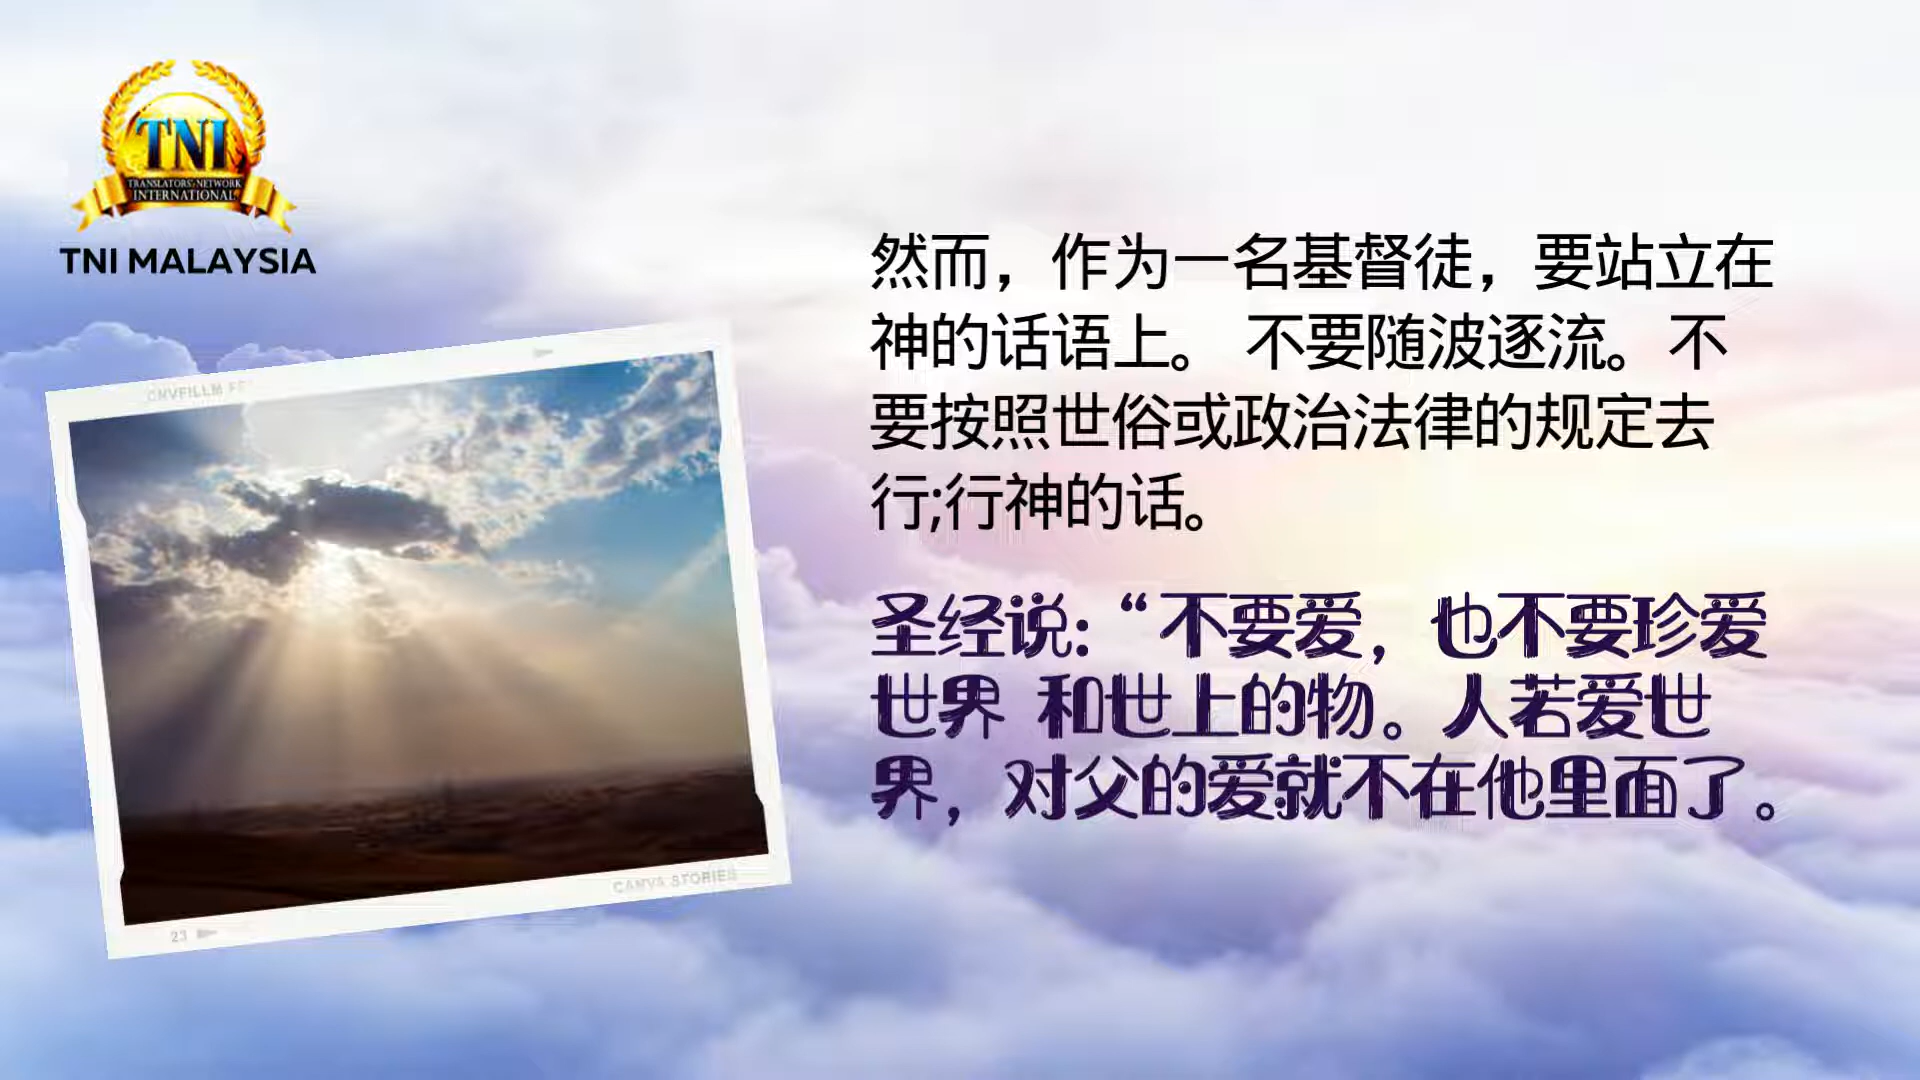 TNI
TRANSLATORS' NETWORK
INTERNATIONAL
TNI MALAYSIA
然而，作为一名基督徒，要站立在
神的话语上。 不要随波逐流。不
要按照世俗或政治法律的规定去
行;行神的话。
圣经说:“不要爱，也不要珍爱
世界 和世上的物。人若爱世
界，对父的爱就不在他里面了。
CANVA STORIES
23